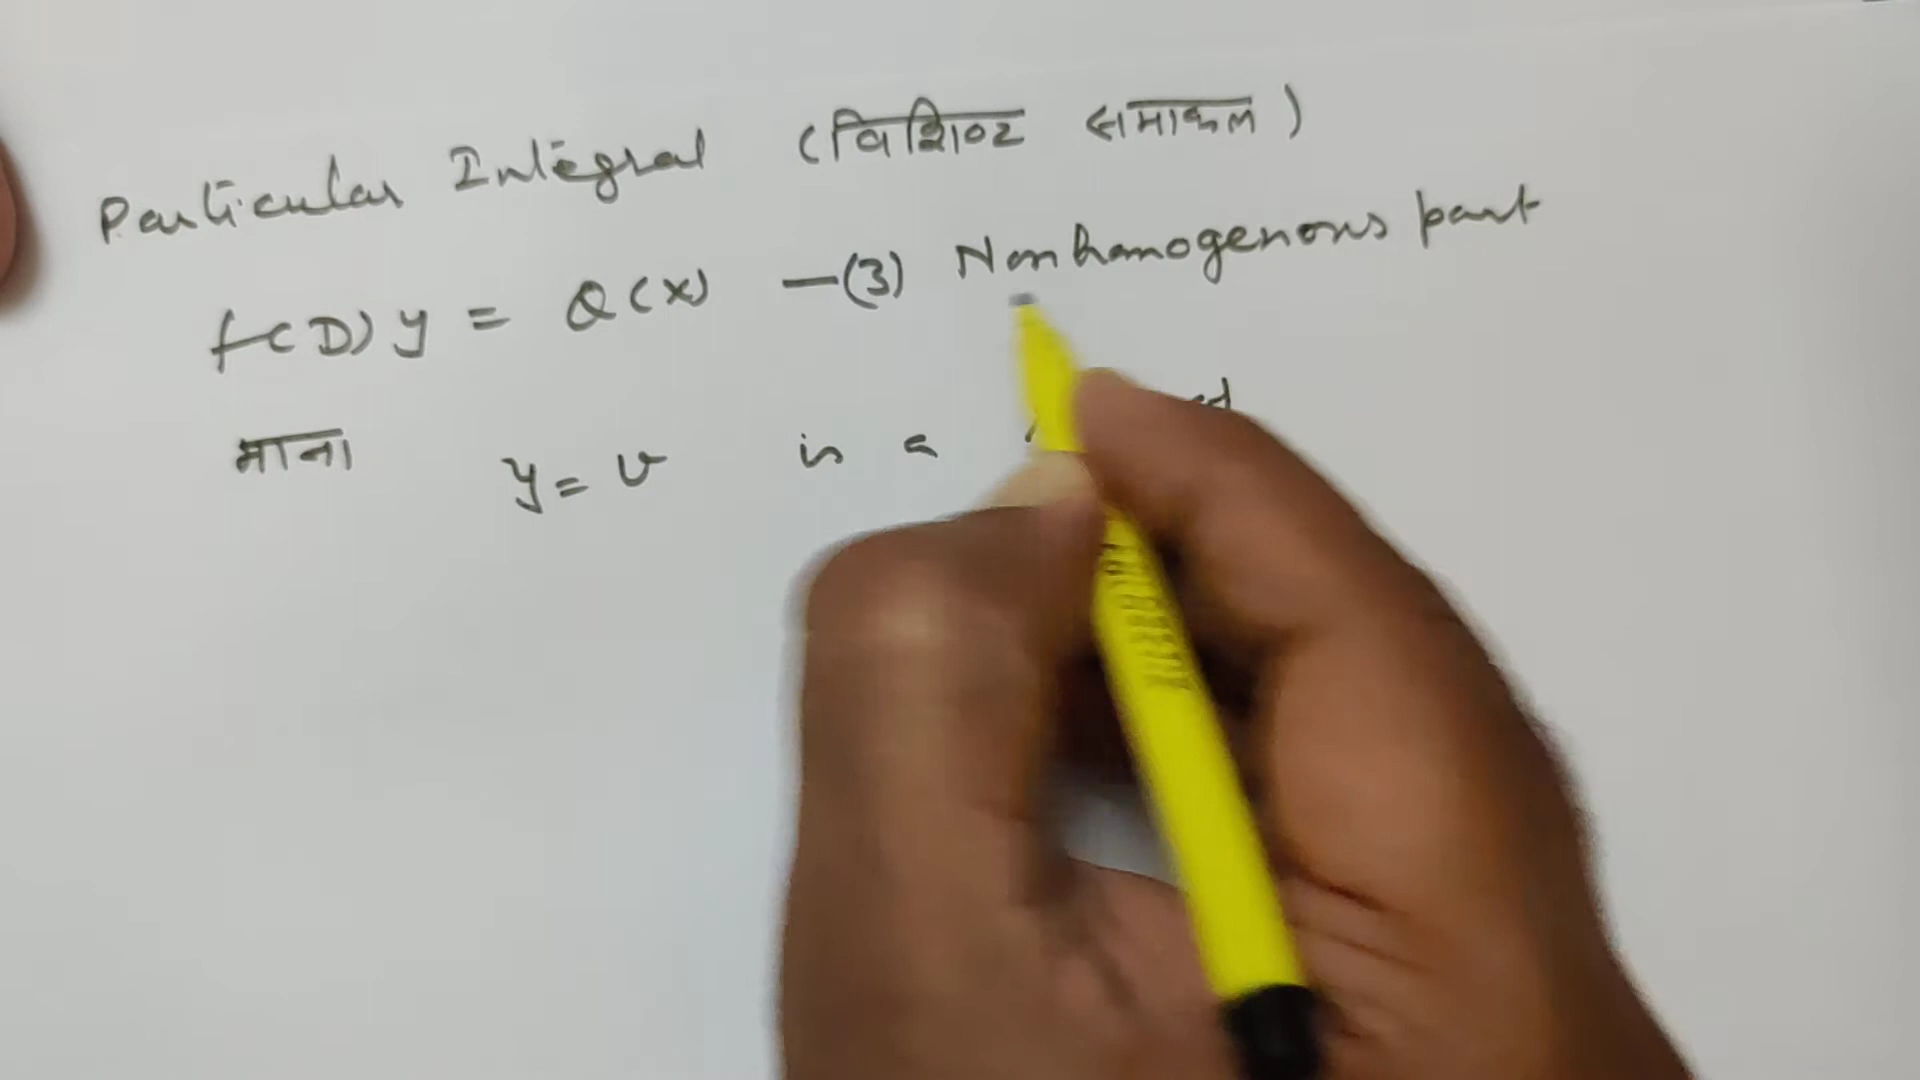 Particular Integral (विशिष्ट समाकल)
f(D)y = Q(x) —(3) Nonhomogenous part
माना y = v is a